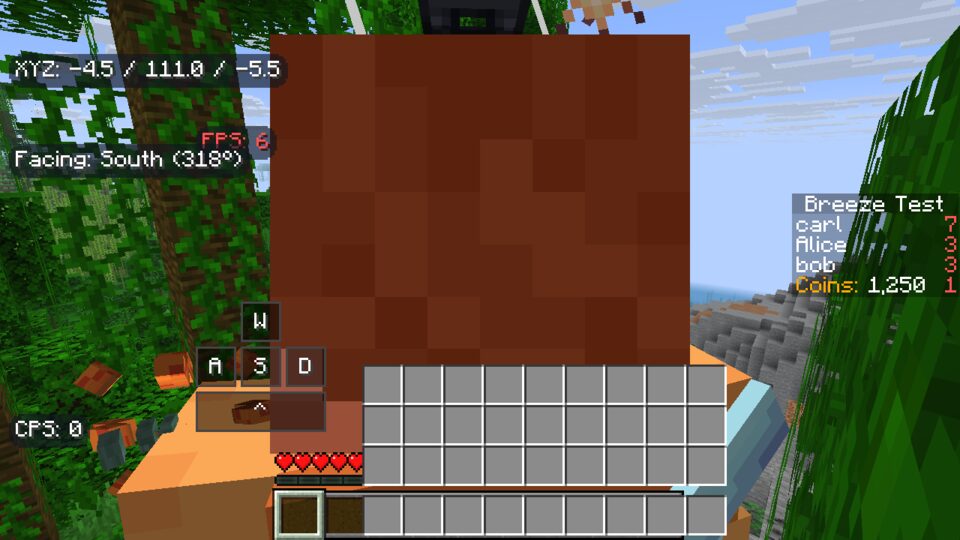 XYZ: -4.5 / 111.0 / -5.5
FPS: 6
Facing: South (318º)
Breeze Test
carl 7
Alice 3
bob 3
Coins: 1,250 1
W
A S D
^
CPS: 0